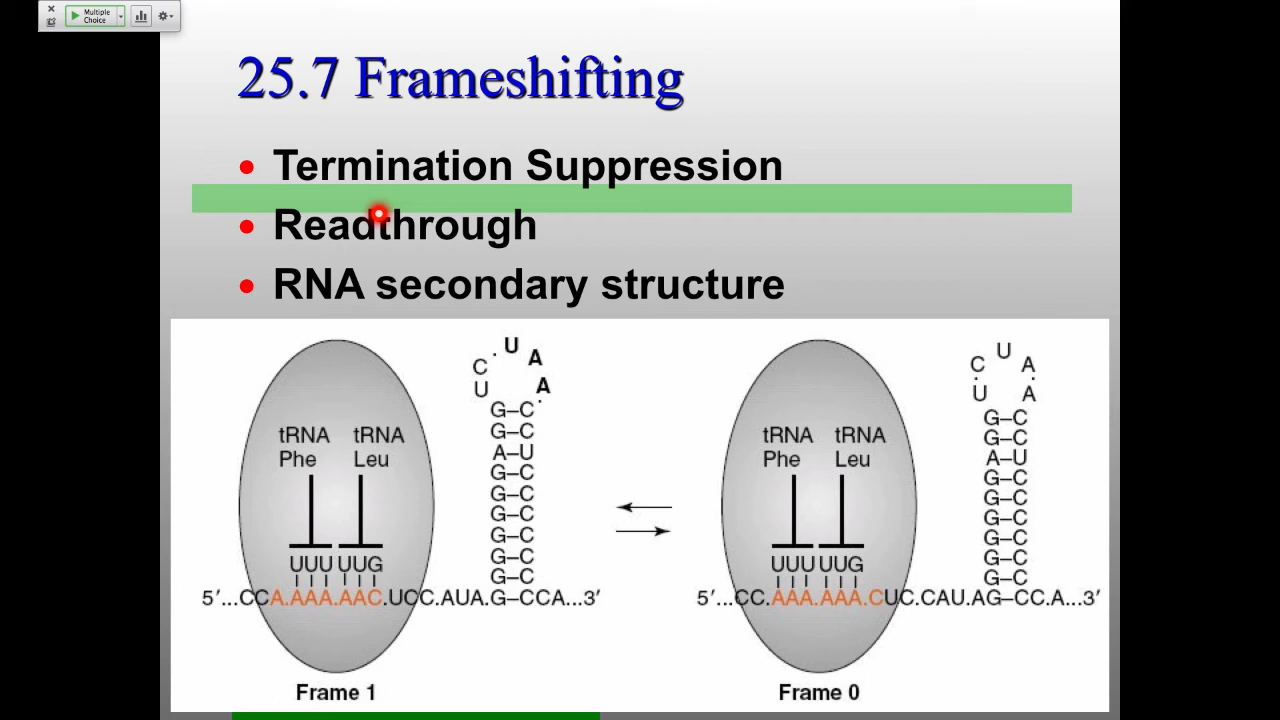 Multiple
Choice
25.7 Frameshifting
• Termination Suppression
• Readthrough
• RNA secondary structure
U
C A
U A
G–C
G–C
A–U
G–C
G–C
G–C
G–C
G–C
G–C
tRNA tRNA
Phe Leu
UUU UUG
5′...CCA.AAA.AAC.UCC.AUA.G–CCA...3′
Frame 1
U
C A
U A
G–C
G–C
A–U
G–C
G–C
G–C
G–C
G–C
G–C
tRNA tRNA
Phe Leu
UUU UUG
5′...CC.AAA.AAA.CUC.CAU.AG–CC.A...3′
Frame 0